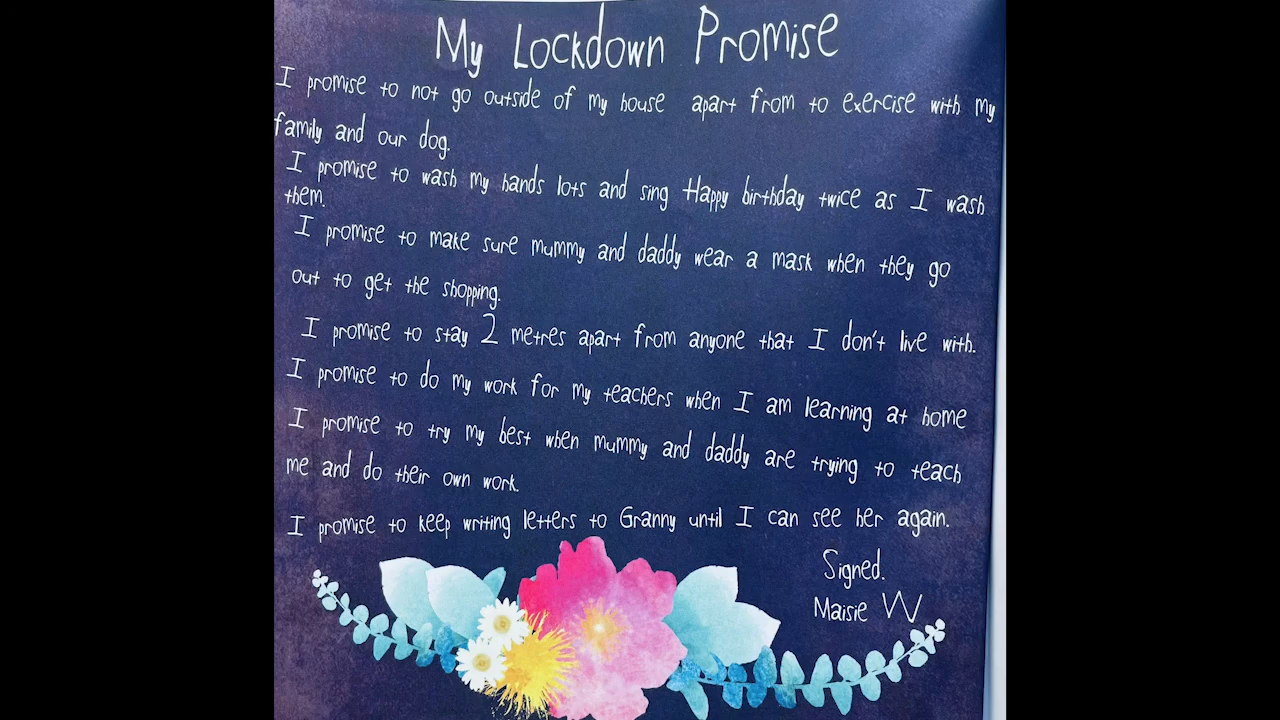 My Lockdown Promise
I promise to not go outside of my house apart from to exercise with my
family and our dog.
I promise to wash my hands lots and sing Happy birthday twice as I wash
them.
I promise to make sure mummy and daddy wear a mask when they go
out to get the shopping.
I promise to stay 2 metres apart from anyone that I don't live with.
I promise to do my work for my teachers when I am learning at home
I promise to try my best when mummy and daddy are trying to teach
me and do their own work.
I promise to keep writing letters to Granny until I can see her again.
Signed.
Maisie W